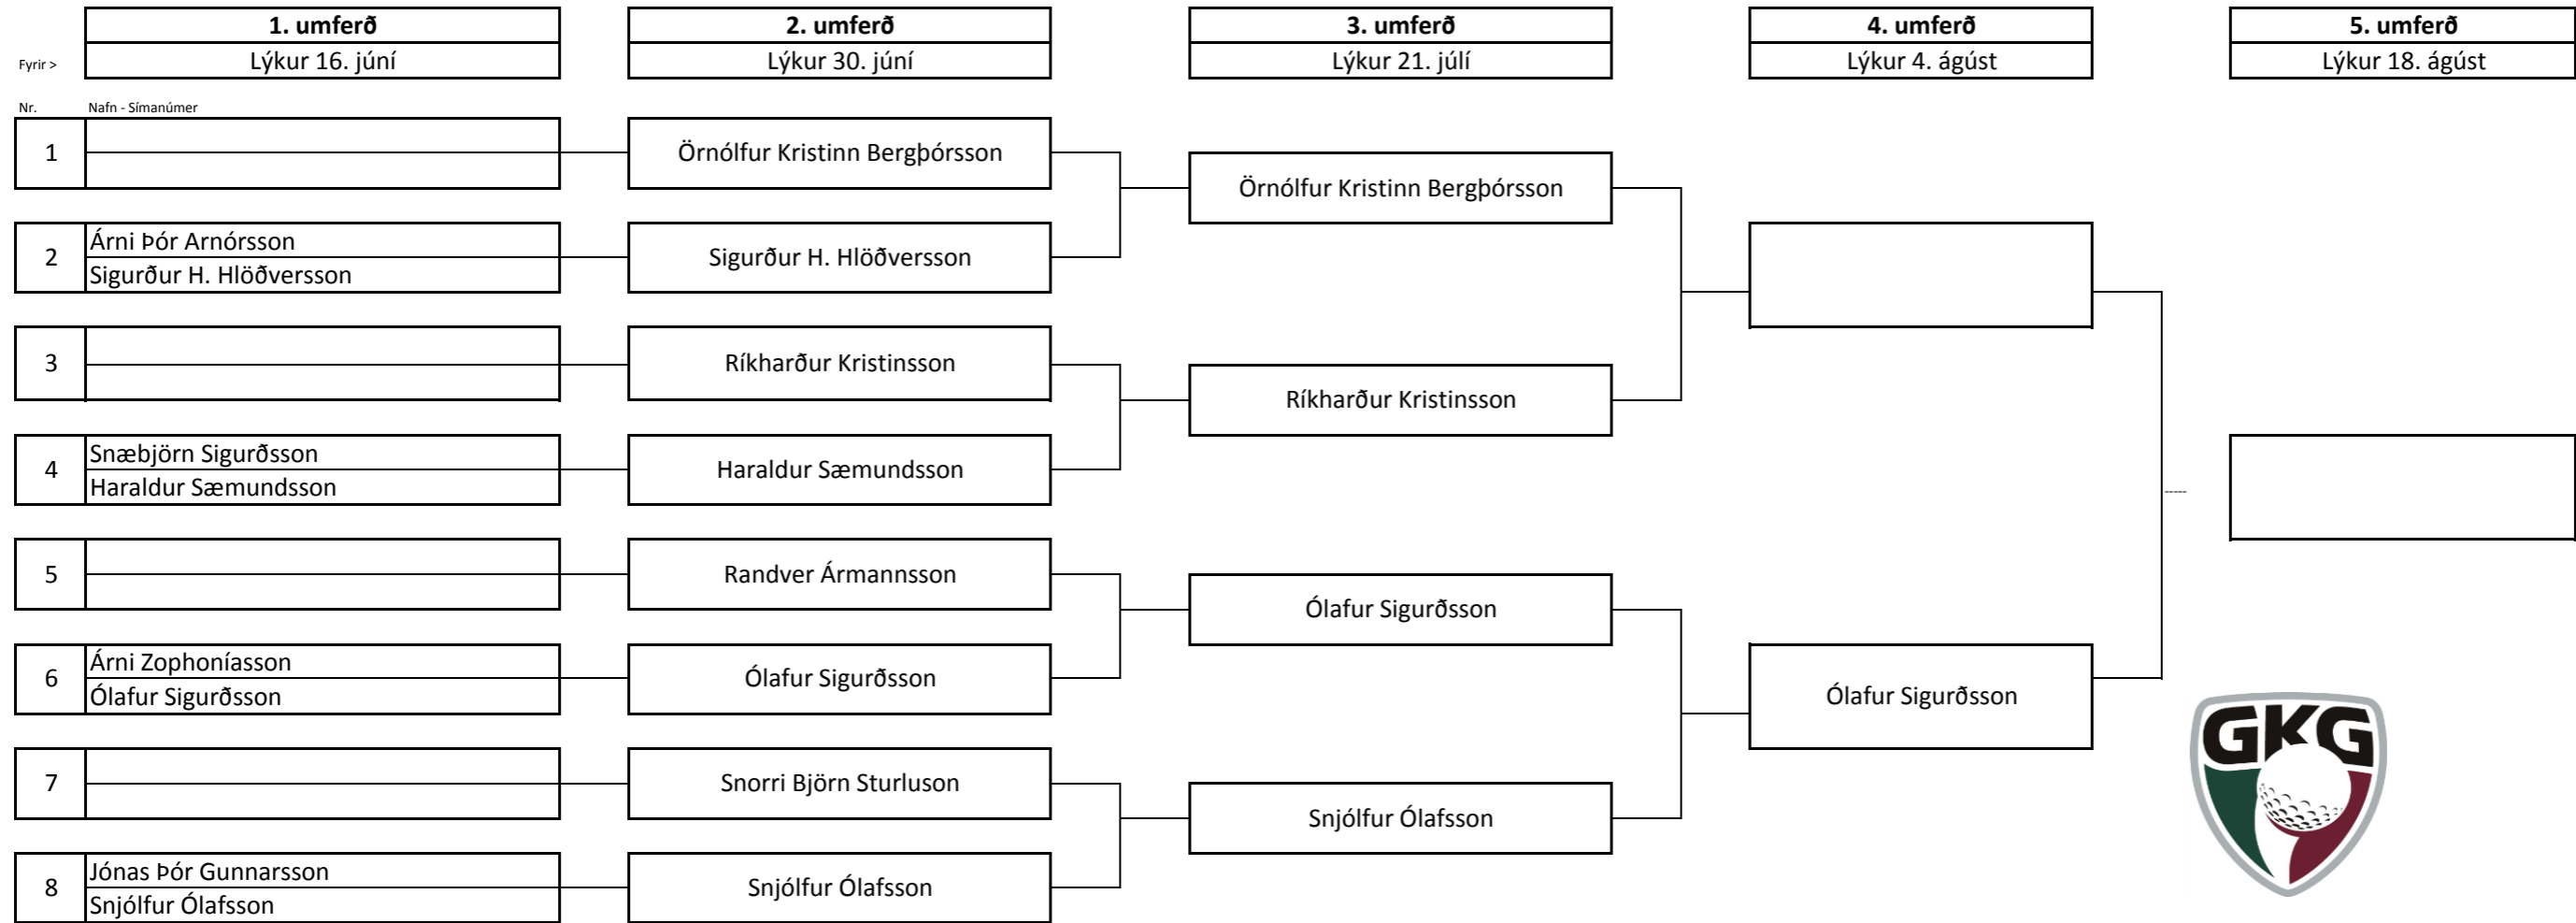 1. umferð
Lýkur 16. júní
2. umferð
Lýkur 30. júní
3. umferð
Lýkur 21. júlí
4. umferð
Lýkur 4. ágúst
5. umferð
Lýkur 18. ágúst
Fyrir >
Nr.
Nafn - Símanúmer
1
2
Árni Þór Arnórsson
Sigurður H. Hlöðversson
3
4
Snæbjörn Sigurðsson
Haraldur Sæmundsson
5
6
Árni Zophoníasson
Ólafur Sigurðsson
7
8
Jónas Þór Gunnarsson
Snjólfur Ólafsson
Örnólfur Kristinn Bergþórsson
Sigurður H. Hlöðversson
Ríkharður Kristinsson
Haraldur Sæmundsson
Randver Ármannsson
Ólafur Sigurðsson
Snorri Björn Sturluson
Snjólfur Ólafsson
Örnólfur Kristinn Bergþórsson
Ríkharður Kristinsson
Ólafur Sigurðsson
Snjólfur Ólafsson
Ólafur Sigurðsson
-----
GKG